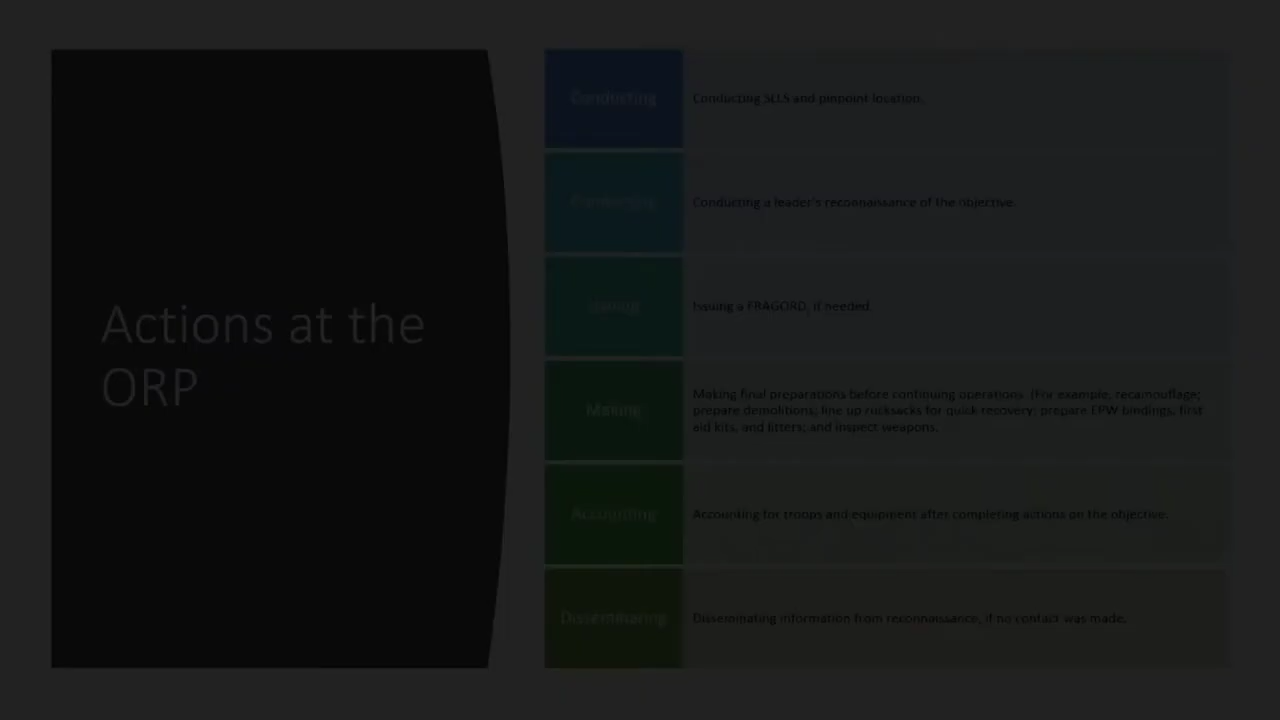 Actions at the
ORP
Conducting
Conducting SLLS and pinpoint location.
Conducting
Conducting a leader's reconnaissance of the objective.
Issuing
Issuing a FRAGORD, if needed.
Making
Making final preparations before continuing operations. (For example, recamouflage;
prepare demolitions; line up rucksacks for quick recovery; prepare EPW bindings, first
aid kits, and litters; and inspect weapons.
Accounting
Accounting for troops and equipment after completing actions on the objective.
Disseminating
Disseminating information from reconnaissance, if no contact was made.